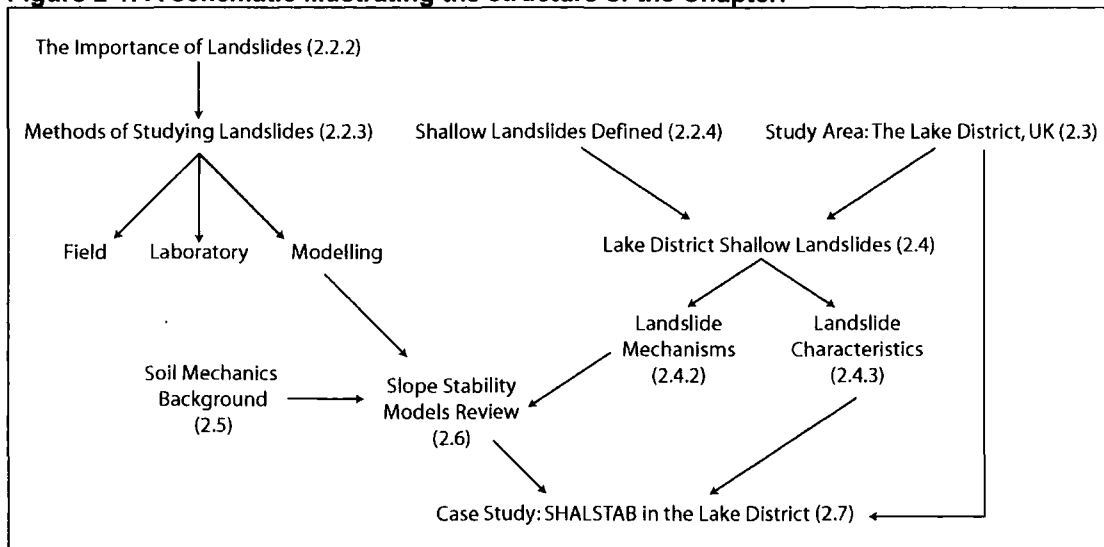 Figure 2-1: A schematic illustrating the structure of the Chapter.
The Importance of Landslides (2.2.2)
Methods of Studying Landslides (2.2.3)
Shallow Landslides Defined (2.2.4)
Study Area: The Lake District, UK (2.3)
Field
Laboratory
Modelling
Lake District Shallow Landslides (2.4)
Landslide
Mechanisms
(2.4.2)
Landslide
Characteristics
(2.4.3)
Soil Mechanics
Background
(2.5)
Slope Stability
Models Review
(2.6)
Case Study: SHALSTAB in the Lake District (2.7)